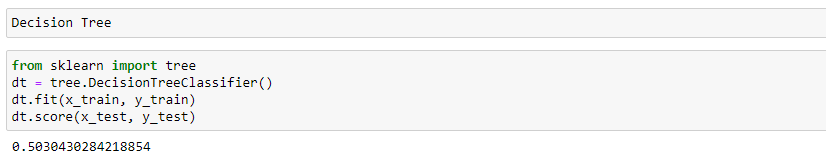 Decision Tree
from sklearn import tree
dt = tree.DecisionTreeClassifier()
dt.fit(x_train, y_train)
dt.score(x_test, y_test)
0.5030430284218854